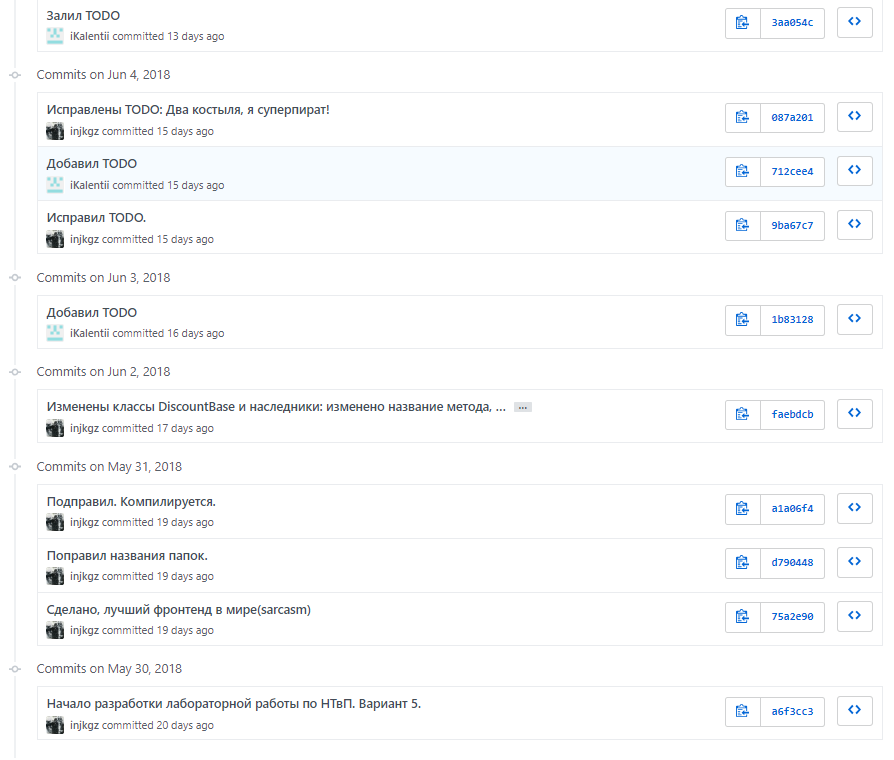 Залил TODO
3aa054c
iKalentii committed 13 days ago
Commits on Jun 4, 2018
Исправлены TODO: Два костыля, я суперпират!
087a201
injkgz committed 15 days ago
Добавил TODO
712cee4
iKalentii committed 15 days ago
Исправил TODO.
9ba67c7
injkgz committed 15 days ago
Commits on Jun 3, 2018
Добавил TODO
1b83128
iKalentii committed 16 days ago
Commits on Jun 2, 2018
Изменены классы DiscountBase и наследники: изменено название метода, ... …
faebdcb
injkgz committed 17 days ago
Commits on May 31, 2018
Подправил. Компилируется.
a1a06f4
injkgz committed 19 days ago
Поправил названия папок.
d790448
injkgz committed 19 days ago
Сделано, лучший фронтенд в мире(sarcasm)
75a2e90
injkgz committed 19 days ago
Commits on May 30, 2018
Начало разработки лабораторной работы по НТвП. Вариант 5.
a6f3cc3
injkgz committed 20 days ago